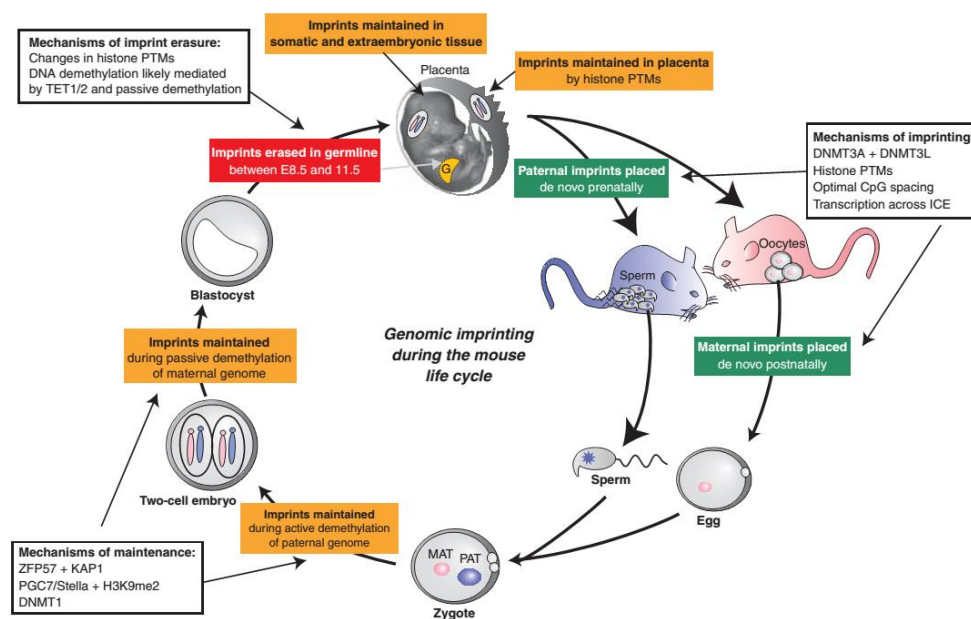 Mechanisms of imprint erasure:
Changes in histone PTMs
DNA demethylation likely mediated
by TET1/2 and passive demethylation
Imprints maintained in
somatic and extraembryonic tissue
Placenta
Imprints maintained in placenta
by histone PTMs
Imprints erased in germline
between E8.5 and 11.5
G
Paternal imprints placed
de novo prenatally
Mechanisms of imprinting:
DNMT3A + DNMT3L
Histone PTMs
Optimal CpG spacing
Transcription across ICE
Blastocyst
Sperm
Oocytes
Genomic imprinting
during the mouse
life cycle
Imprints maintained
during passive demethylation
of maternal genome
Maternal imprints placed
de novo postnatally
Two-cell embryo
Sperm
Egg
Imprints maintained
during active demethylation
of paternal genome
Mechanisms of maintenance:
ZFP57 + KAP1
PGC7/Stella + H3K9me2
DNMT1
MAT
PAT
Zygote